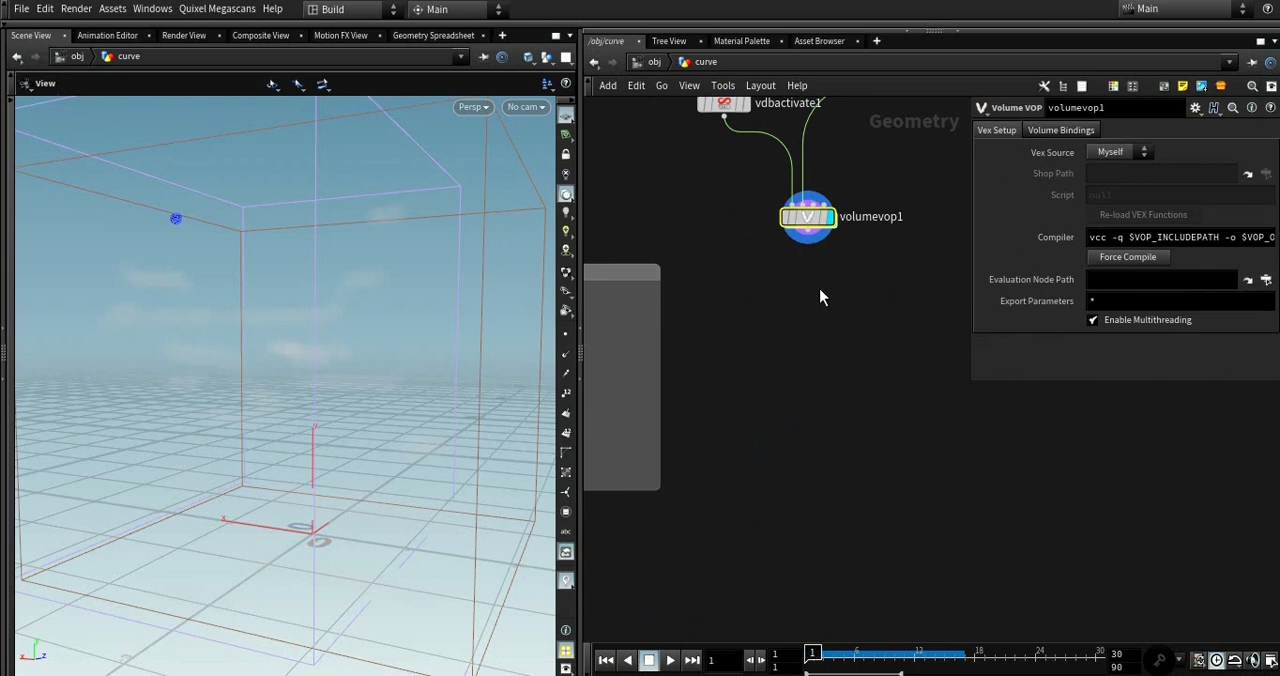 File Edit Render Assets Windows Quixel Megascans Help Build Main Main
Scene View Animation Editor Render View Composite View Motion FX View Geometry Spreadsheet
/obj/curve Tree View Material Palette Asset Browser
obj curve
obj curve
View
Add Edit Go View Tools Layout Help
Persp No cam
vdbactivate1
Geometry
Volume VOP volumevop1
Vex Setup Volume Bindings
Vex Source Myself
Shop Path
Script null
Re-load VEX Functions
Compiler vcc -q $VOP_INCLUDEPATH -o $VOP_O
Force Compile
Evaluation Node Path
Export Parameters *
Enable Multithreading
volumevop1
abc
1 1 1 1 6 12 18 24 30 30 90